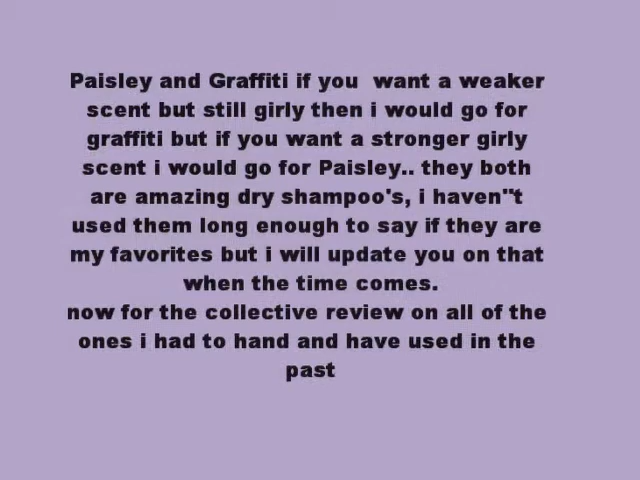 Paisley and Graffiti if you  want a weaker
scent but still girly then i would go for
graffiti but if you want a stronger girly
scent i would go for Paisley.. they both
are amazing dry shampoo's, i haven"t
used them long enough to say if they are
my favorites but i will update you on that
when the time comes.
now for the collective review on all of the
ones i had to hand and have used in the
past